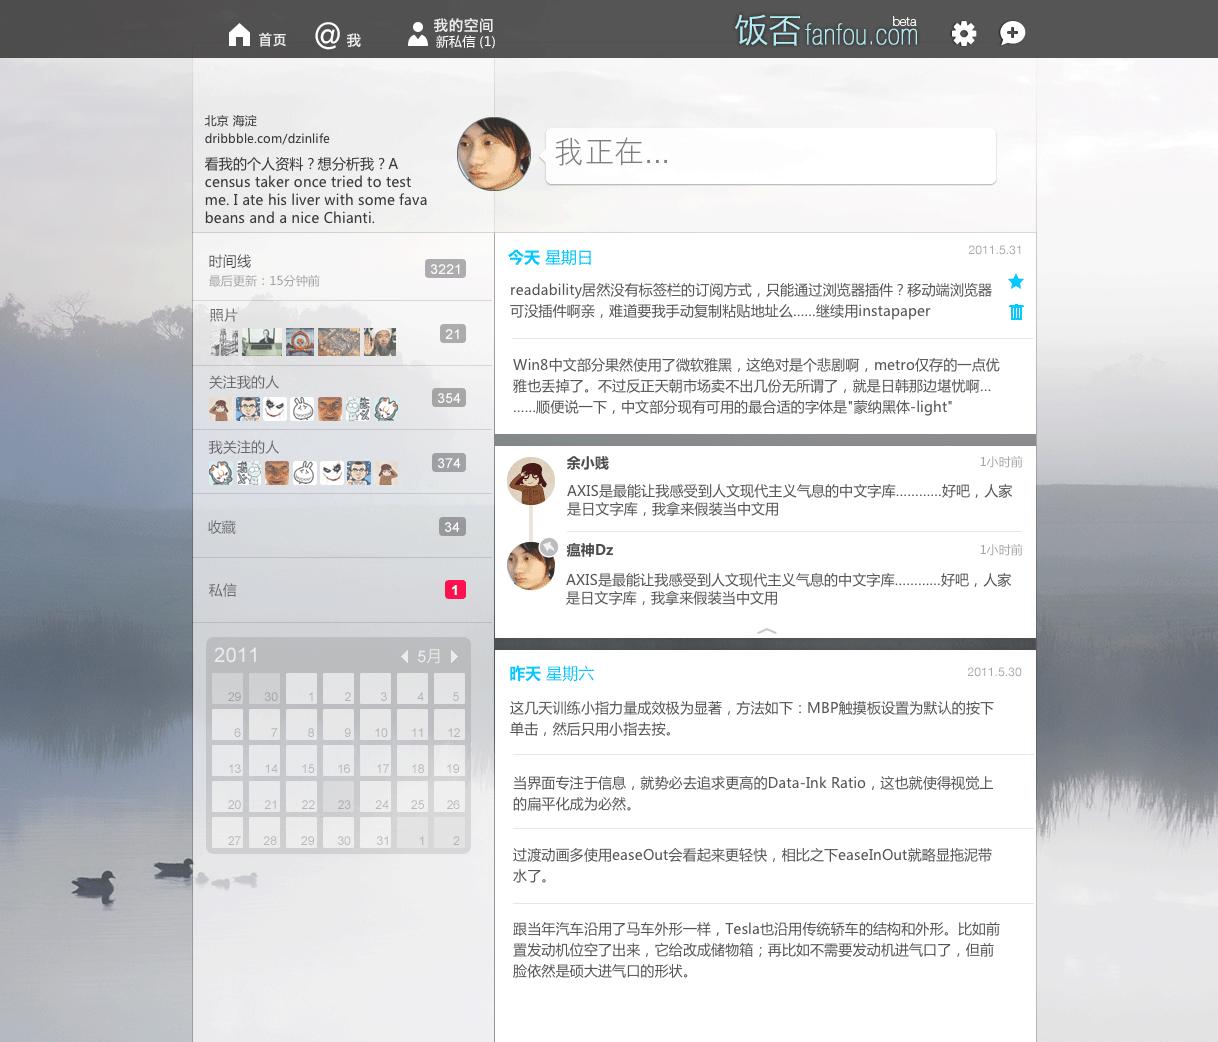 首页
我
我的空间
新私信 (1)
饭否fanfou.com
beta
北京 海淀
dribbble.com/dzinlife
看我的个人资料？想分析我？A
census taker once tried to test
me. I ate his liver with some fava
beans and a nice Chianti.
我正在...
时间线
最后更新：15分钟前
3221
照片
21
关注我的人
354
我关注的人
374
收藏
34
私信
1
2011
5月
29 30 1 2 3 4 5
6 7 8 9 10 11 12
13 14 15 16 17 18 19
20 21 22 23 24 25 26
27 28 29 30 31 1 2
今天 星期日
2011.5.31
readability居然没有标签栏的订阅方式，只能通过浏览器插件？移动端浏览器
可没插件啊亲，难道要我手动复制粘贴地址么......继续用instapaper
Win8中文部分果然使用了微软雅黑，这绝对是个悲剧啊，metro仅存的一点优
雅也丢掉了。不过反正天朝市场卖不出几份无所谓了，就是日韩那边堪忧啊...
......顺便说一下，中文部分现有可用的最合适的字体是"蒙纳黑体-light"
余小贱
1小时前
AXIS是最能让我感受到人文现代主义气息的中文字库............好吧，人家
是日文字库，我拿来假装当中文用
瘟神Dz
1小时前
AXIS是最能让我感受到人文现代主义气息的中文字库............好吧，人家
是日文字库，我拿来假装当中文用
昨天 星期六
2011.5.30
这几天训练小指力量成效极为显著，方法如下：MBP触摸板设置为默认的按下
单击，然后只用小指去按。
当界面专注于信息，就势必去追求更高的Data-Ink Ratio，这也就使得视觉上
的扁平化成为必然。
过渡动画多使用easeOut会看起来更轻快，相比之下easeInOut就略显拖泥带
水了。
跟当年汽车沿用了马车外形一样，Tesla也沿用传统轿车的结构和外形。比如前
置发动机位空了出来，它给改成储物箱；再比如不需要发动机进气口了，但前
脸依然是硕大进气口的形状。